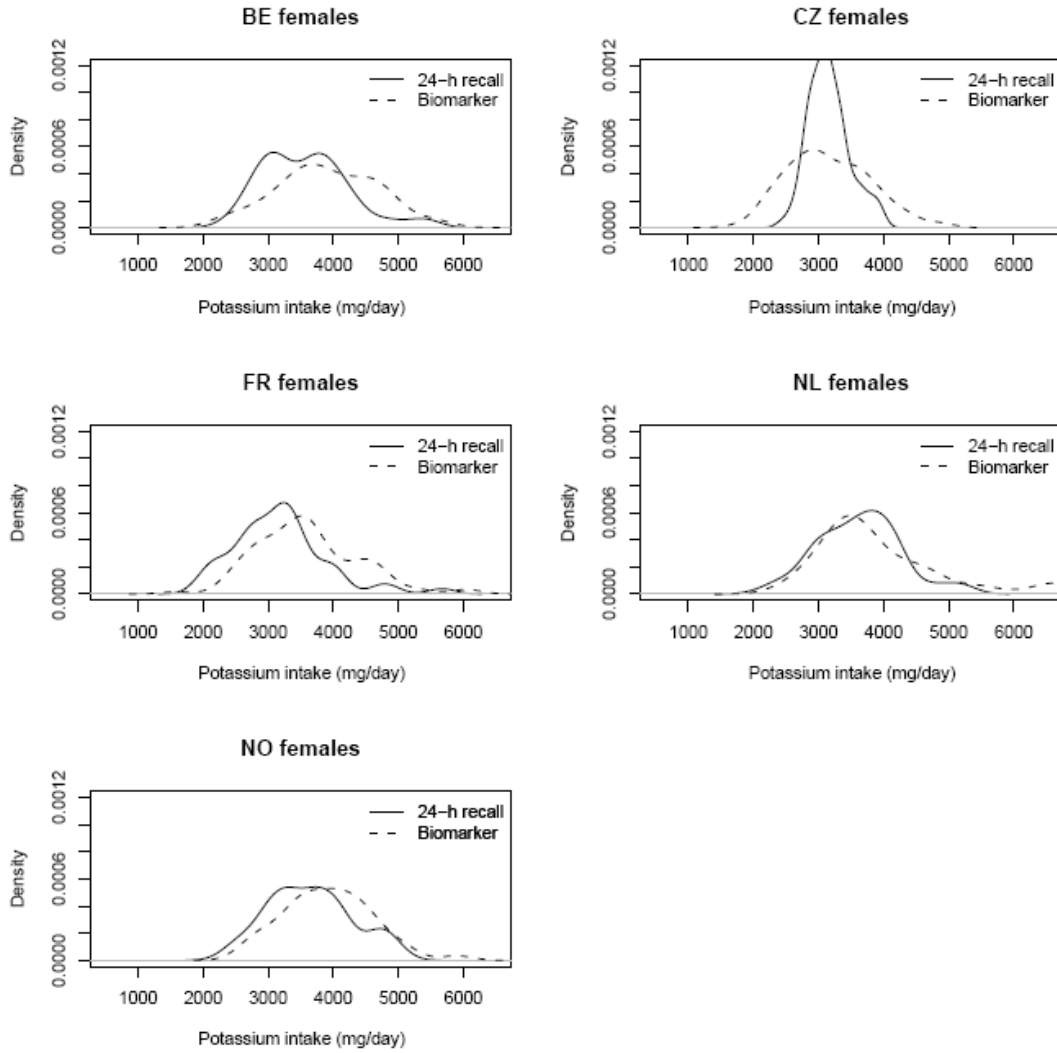 BE females
0.0012
0.0006
0.0000
Density
24-h recall
Biomarker
1000 2000 3000 4000 5000 6000
Potassium intake (mg/day)
CZ females
0.0012
0.0006
0.0000
Density
24-h recall
Biomarker
1000 2000 3000 4000 5000 6000
Potassium intake (mg/day)
FR females
0.0012
0.0006
0.0000
Density
24-h recall
Biomarker
1000 2000 3000 4000 5000 6000
Potassium intake (mg/day)
NL females
0.0012
0.0006
0.0000
Density
24-h recall
Biomarker
1000 2000 3000 4000 5000 6000
Potassium intake (mg/day)
NO females
0.0012
0.0006
0.0000
Density
24-h recall
Biomarker
1000 2000 3000 4000 5000 6000
Potassium intake (mg/day)